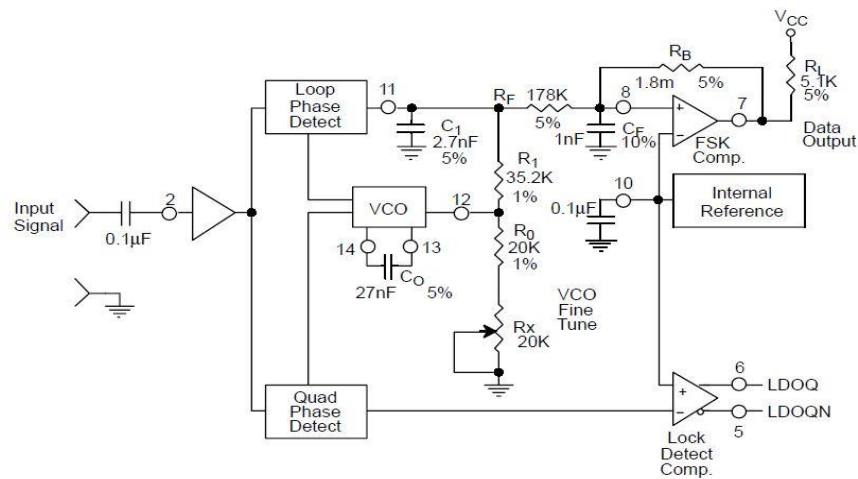 VCC
RB
1.8m 5%
RL
5.1K
5%
Loop
Phase
Detect
11
RF 178K
5%
8
1nF
CF
10%
+
−
7
FSK
Comp.
Data
Output
C1
2.7nF
5%
R1
35.2K
1%
Input
Signal
0.1µF
2
VCO
12
14
13
CO
27nF 5%
R0
20K
1%
10
0.1µF
Internal
Reference
VCO
Fine
Tune
Rx
20K
Quad
Phase
Detect
+
−
6
LDOQ
LDOQN
5
Lock
Detect
Comp.